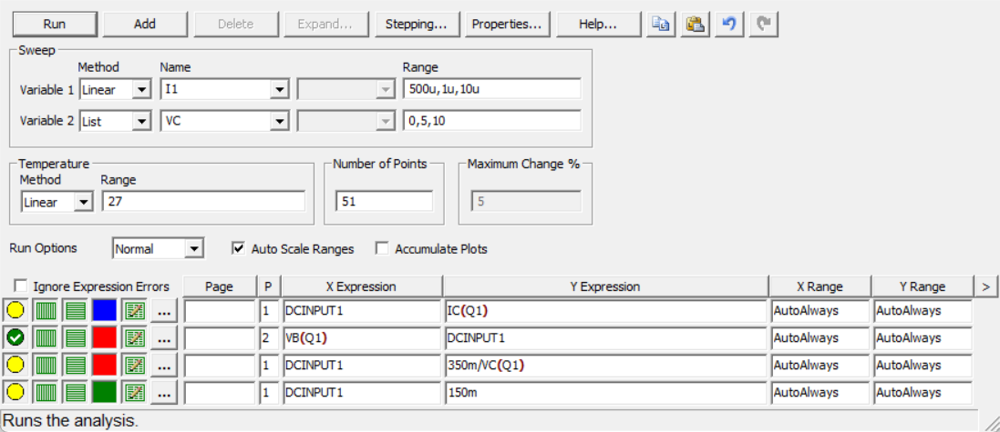 Run Add Delete Expand... Stepping... Properties... Help...
Sweep
Method Name Range
Variable 1 Linear I1 500u,1u,10u
Variable 2 List VC 0,5,10
Temperature Number of Points Maximum Change %
Method Range
Linear 27 51 5
Run Options Normal Auto Scale Ranges Accumulate Plots
Ignore Expression Errors Page P X Expression Y Expression X Range Y Range >
... 1 DCINPUT1 IC(Q1) AutoAlways AutoAlways
... 2 VB(Q1) DCINPUT1 AutoAlways AutoAlways
... 1 DCINPUT1 350m/VC(Q1) AutoAlways AutoAlways
... 1 DCINPUT1 150m AutoAlways AutoAlways
Runs the analysis.